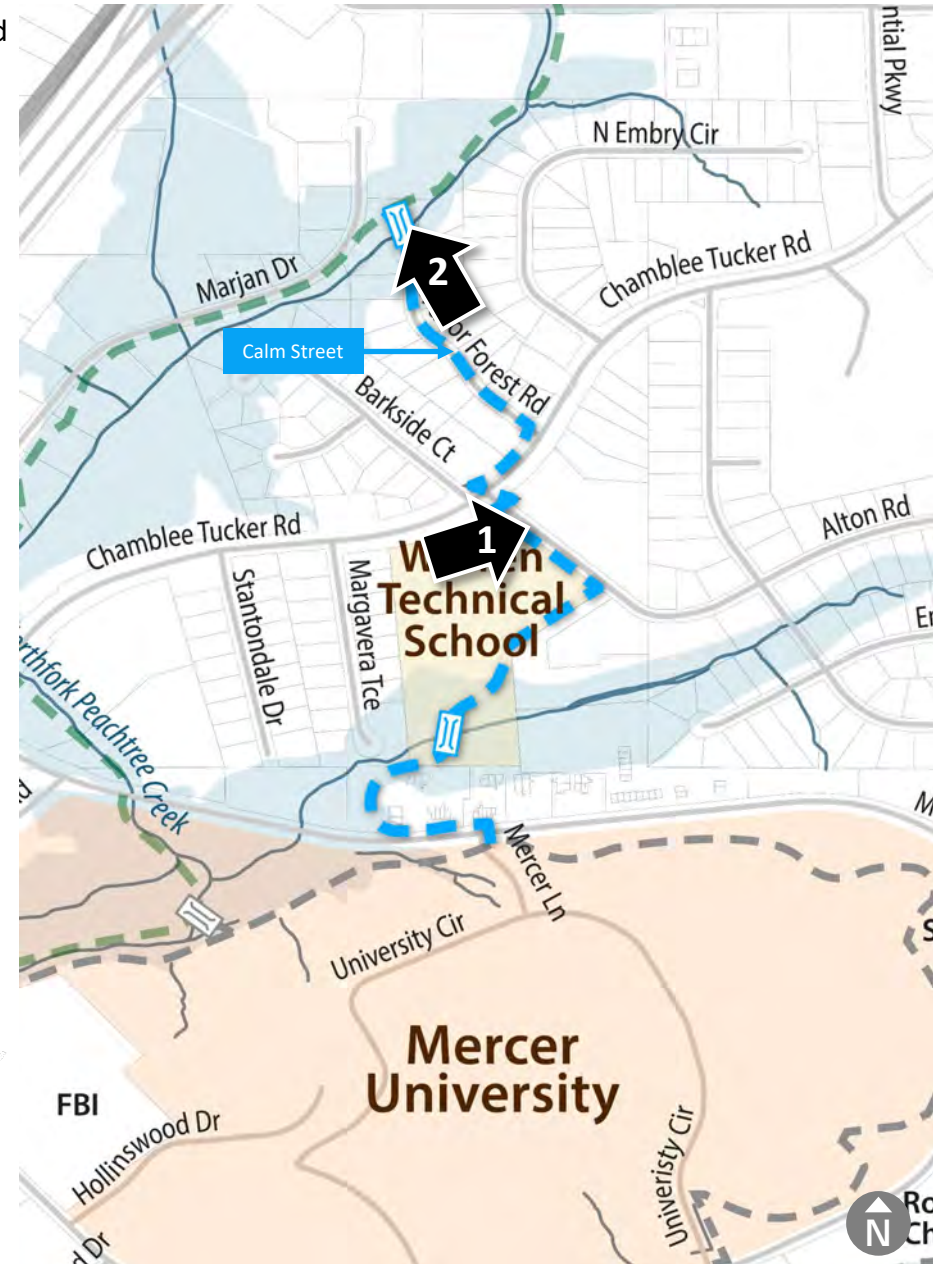 N Embry Cir
Chamblee Tucker Rd
Marjan Dr
2
Forest Rd
Calm Street
Barkside Ct
Chamblee Tucker Rd
1
Alton Rd
Technical
School
Stantondale Dr
Margavera Tce
Peachtree Creek
Mercer Ln
University Cir
Mercer
University
FBI
Hollinswood Dr
Univeristy Cir
Dr
N